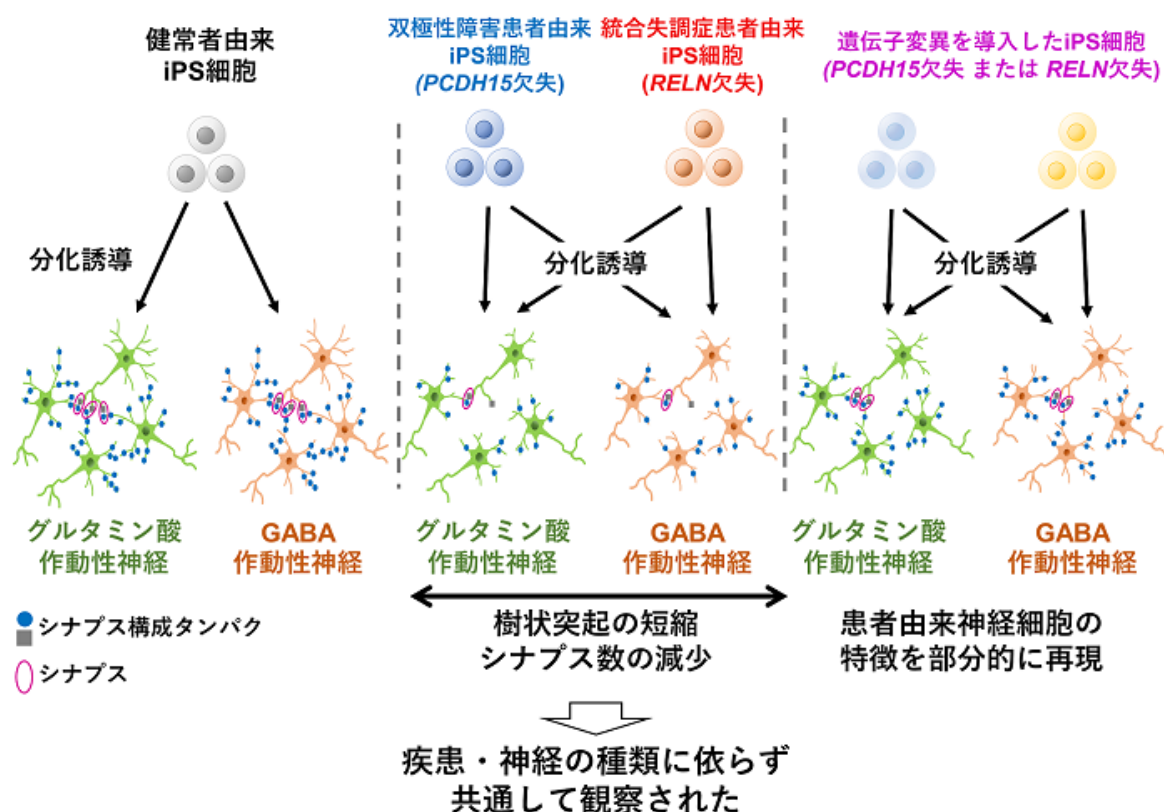 健常者由来
iPS細胞
双極性障害患者由来
iPS細胞
(PCDH15欠失)
統合失調症患者由来
iPS細胞
(RELN欠失)
遺伝子変異を導入したiPS細胞
(PCDH15欠失 または RELN欠失)
分化誘導
分化誘導
分化誘導
グルタミン酸
作動性神経
GABA
作動性神経
グルタミン酸
作動性神経
GABA
作動性神経
グルタミン酸
作動性神経
GABA
作動性神経
シナプス構成タンパク
シナプス
樹状突起の短縮
シナプス数の減少
患者由来神経細胞の
特徴を部分的に再現
疾患・神経の種類に依らず
共通して観察された